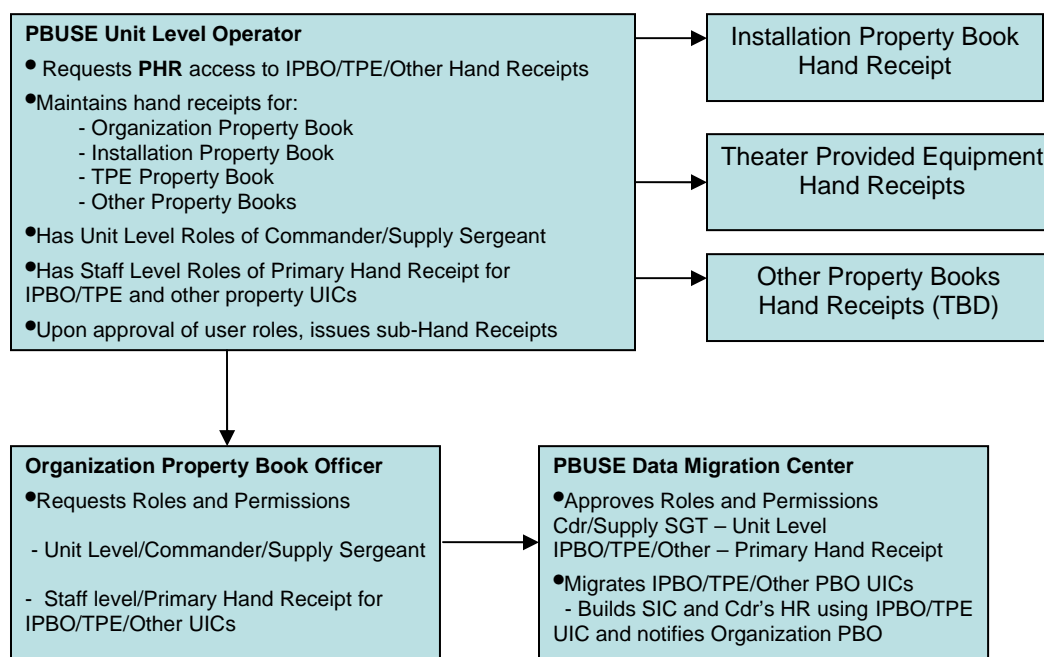 PBUSE Unit Level Operator
• Requests PHR access to IPBO/TPE/Other Hand Receipts
•Maintains hand receipts for:
- Organization Property Book
- Installation Property Book
- TPE Property Book
- Other Property Books
•Has Unit Level Roles of Commander/Supply Sergeant
•Has Staff Level Roles of Primary Hand Receipt for
IPBO/TPE and other property UICs
•Upon approval of user roles, issues sub-Hand Receipts
Installation Property Book
Hand Receipt
Theater Provided Equipment
Hand Receipts
Other Property Books
Hand Receipts (TBD)
Organization Property Book Officer
•Requests Roles and Permissions
- Unit Level/Commander/Supply Sergeant
- Staff level/Primary Hand Receipt for
IPBO/TPE/Other UICs
PBUSE Data Migration Center
•Approves Roles and Permissions
Cdr/Supply SGT – Unit Level
IPBO/TPE/Other – Primary Hand Receipt
•Migrates IPBO/TPE/Other PBO UICs
- Builds SIC and Cdr's HR using IPBO/TPE
UIC and notifies Organization PBO